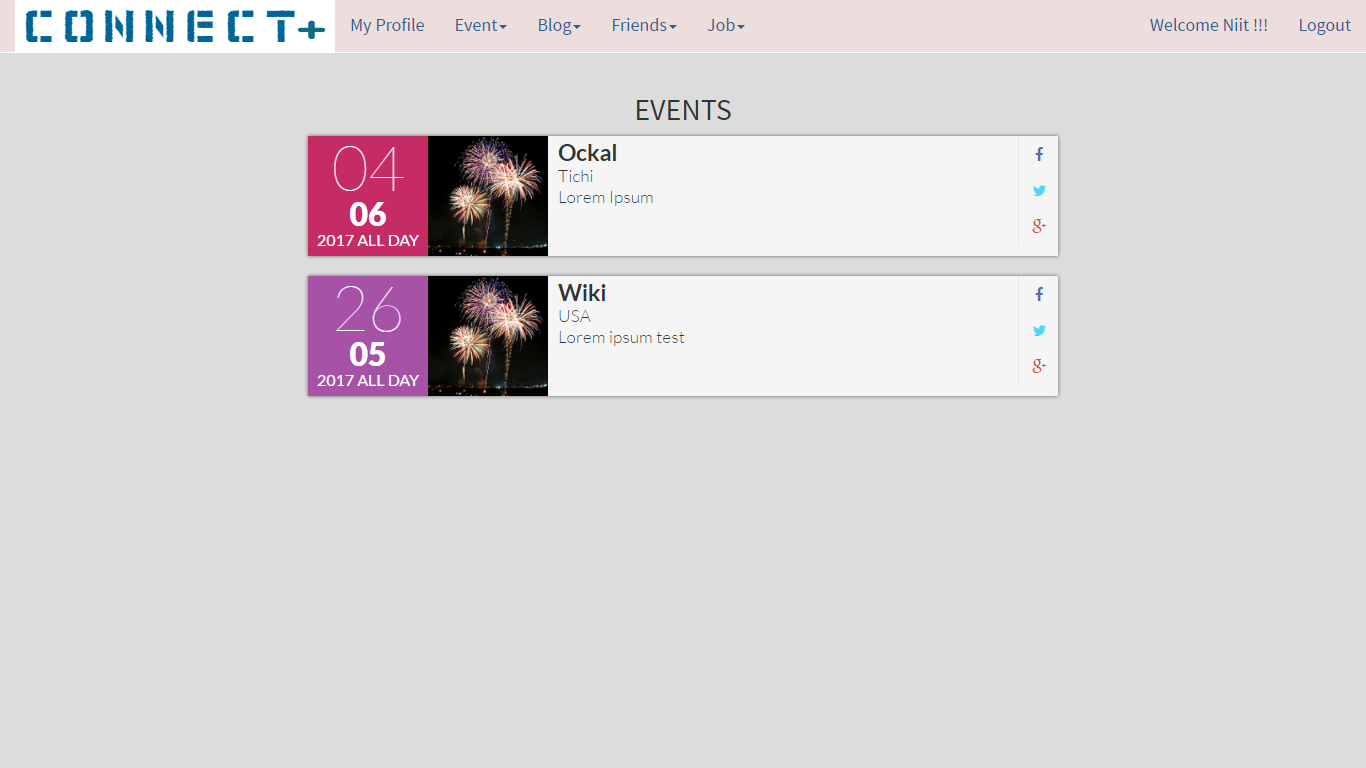 CONNECT+ My Profile Event Blog Friends Job Welcome Niit !!! Logout
EVENTS
04
06
2017 ALL DAY
Ockal
Tichi
Lorem Ipsum
f
g+
26
05
2017 ALL DAY
Wiki
USA
Lorem ipsum test
f
g+